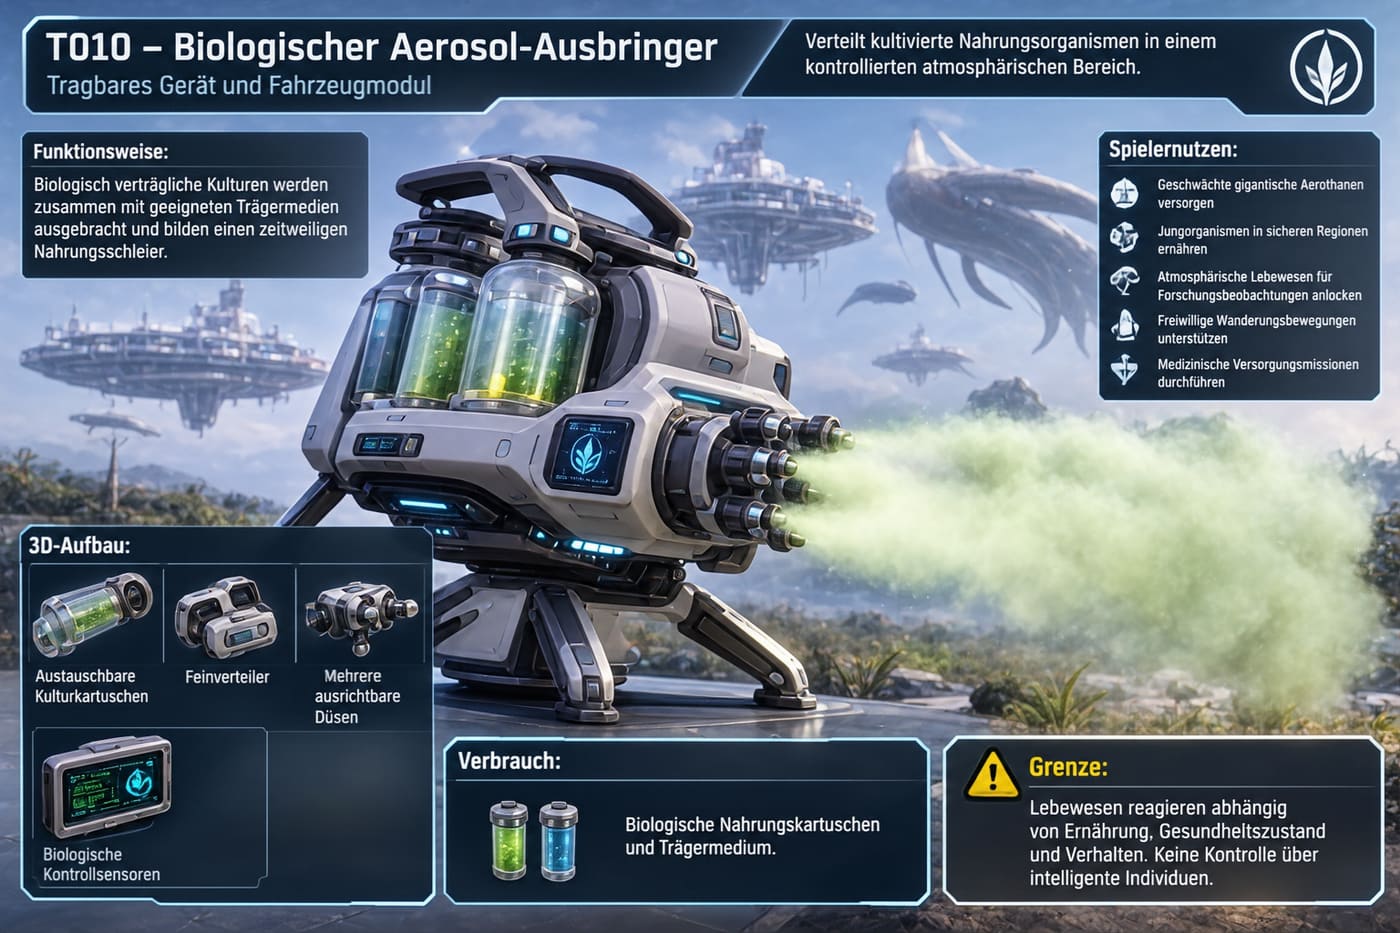 T010 – Biologischer Aerosol-Ausbringer
Tragbares Gerät und Fahrzeugmodul
Verteilt kultivierte Nahrungsorganismen in einem
kontrollierten atmosphärischen Bereich.
Funktionsweise:
Biologisch verträgliche Kulturen werden
zusammen mit geeigneten Trägermedien
ausgebracht und bilden einen zeitweiligen
Nahrungsschleier.
Spielernutzen:
Geschwächte gigantische Aerothanen
versorgen
Jungorganismen in sicheren Regionen
ernähren
Atmosphärische Lebewesen für
Forschungsbeobachtungen anlocken
Freiwillige Wanderungsbewegungen
unterstützen
Medizinische Versorgungsmissionen
durchführen
3D-Aufbau:
Austauschbare
Kulturkartuschen
Feinverteiler
Mehrere
ausrichtbare
Düsen
Biologische
Kontrollsensoren
Verbrauch:
Biologische Nahrungskartuschen
und Trägermedium.
Grenze:
Lebewesen reagieren abhängig
von Ernährung, Gesundheitszustand
und Verhalten. Keine Kontrolle über
intelligente Individuen.